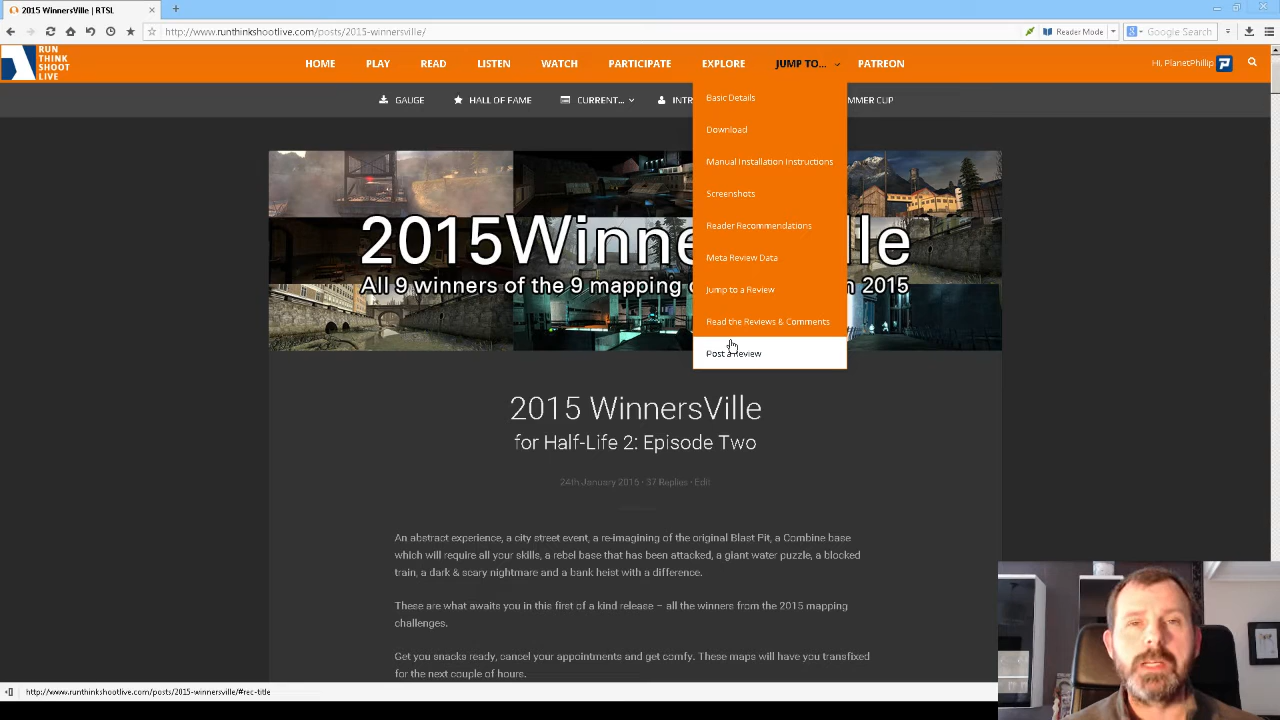 2015 WinnersVille | RTSL
http://www.runthinkshootlive.com/posts/2015-winnersville/
Reader Mode
Google Search
RUN
THINK
SHOOT
LIVE
HOME PLAY READ LISTEN WATCH PARTICIPATE EXPLORE JUMP TO... PATREON
Hi, PlanetPhillip
GAUGE HALL OF FAME CURRENT... INTR MMER CUP
Basic Details
Download
Manual Installation Instructions
Screenshots
Reader Recommendations
Meta Review Data
Jump to a Review
Read the Reviews & Comments
Post a Review
2015Winne lle
All 9 winners of the 9 mapping n 2015
2015 WinnersVille
for Half-Life 2: Episode Two
24th January 2016 · 37 Replies · Edit
An abstract experience, a city street event, a re-imagining of the original Blast Pit, a Combine base
which will require all your skills, a rebel base that has been attacked, a giant water puzzle, a blocked
train, a dark & scary nightmare and a bank heist with a difference.
These are what awaits you in this first of a kind release – all the winners from the 2015 mapping
challenges.
Get you snacks ready, cancel your appointments and get comfy. These maps will have you transfixed
for the next couple of hours.
http://www.runthinkshootlive.com/posts/2015-winnersville/#rec-title